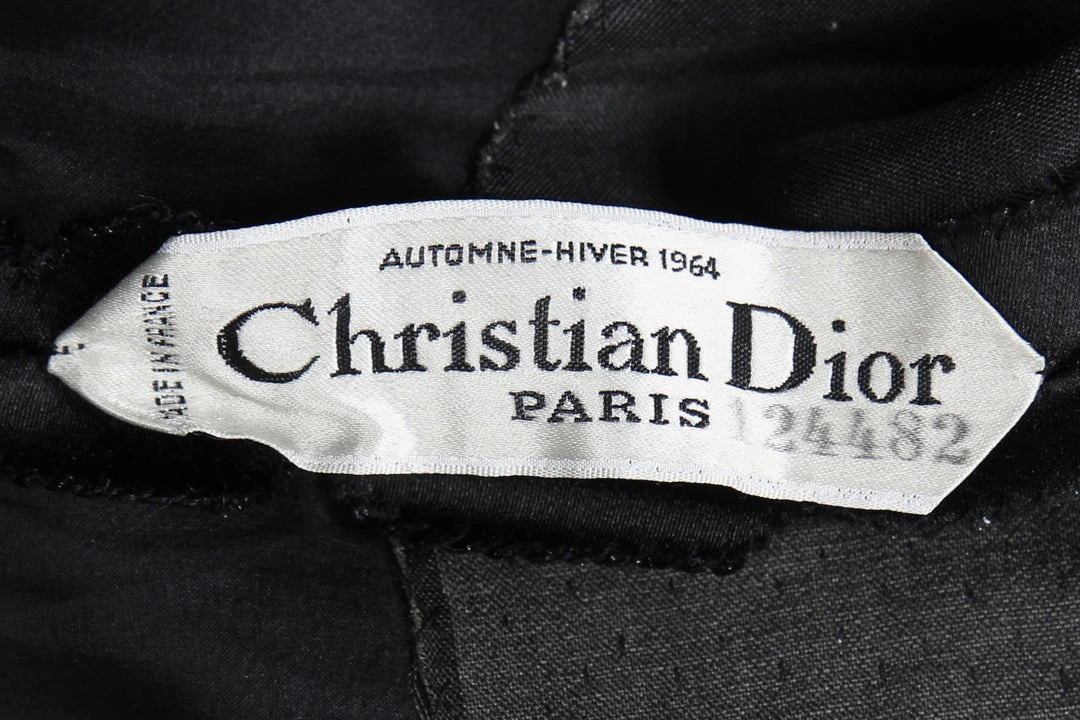 AUTOMNE-HIVER 1964
Christian Dior
PARIS
124482
MADE IN FRANCE